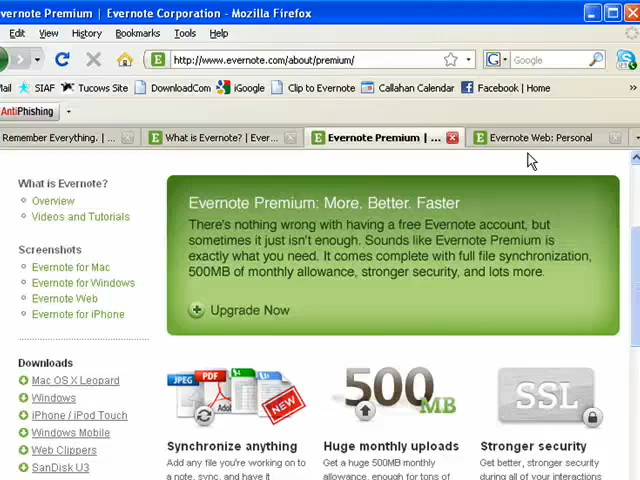 vernote Premium | Evernote Corporation - Mozilla Firefox
Edit View History Bookmarks Tools Help
http://www.evernote.com/about/premium/
Google
Mail SIAF Tucows Site DownloadCom iGoogle Clip to Evernote Callahan Calendar Facebook | Home
AntiPhishing
Remember Everything. | ... What is Evernote? | Ever... Evernote Premium | ... Evernote Web: Personal
What is Evernote?
Overview
Videos and Tutorials
Screenshots
Evernote for Mac
Evernote for Windows
Evernote Web
Evernote for iPhone
Downloads
Mac OS X Leopard
Windows
iPhone / iPod Touch
Windows Mobile
Web Clippers
SanDisk U3
Evernote Premium: More. Better. Faster
There's nothing wrong with having a free Evernote account, but
sometimes it just isn't enough. Sounds like Evernote Premium is
exactly what you need. It comes complete with full file synchronization,
500MB of monthly allowance, stronger security, and lots more.
Upgrade Now
JPEG PDF NEW
500 MB
SSL
Synchronize anything
Add any file you're working on to
a note, sync, and have it
Huge monthly uploads
Get a huge 500MB monthly
allowance, enough for tons of
Stronger security
Get better, stronger security
during all of your interactions